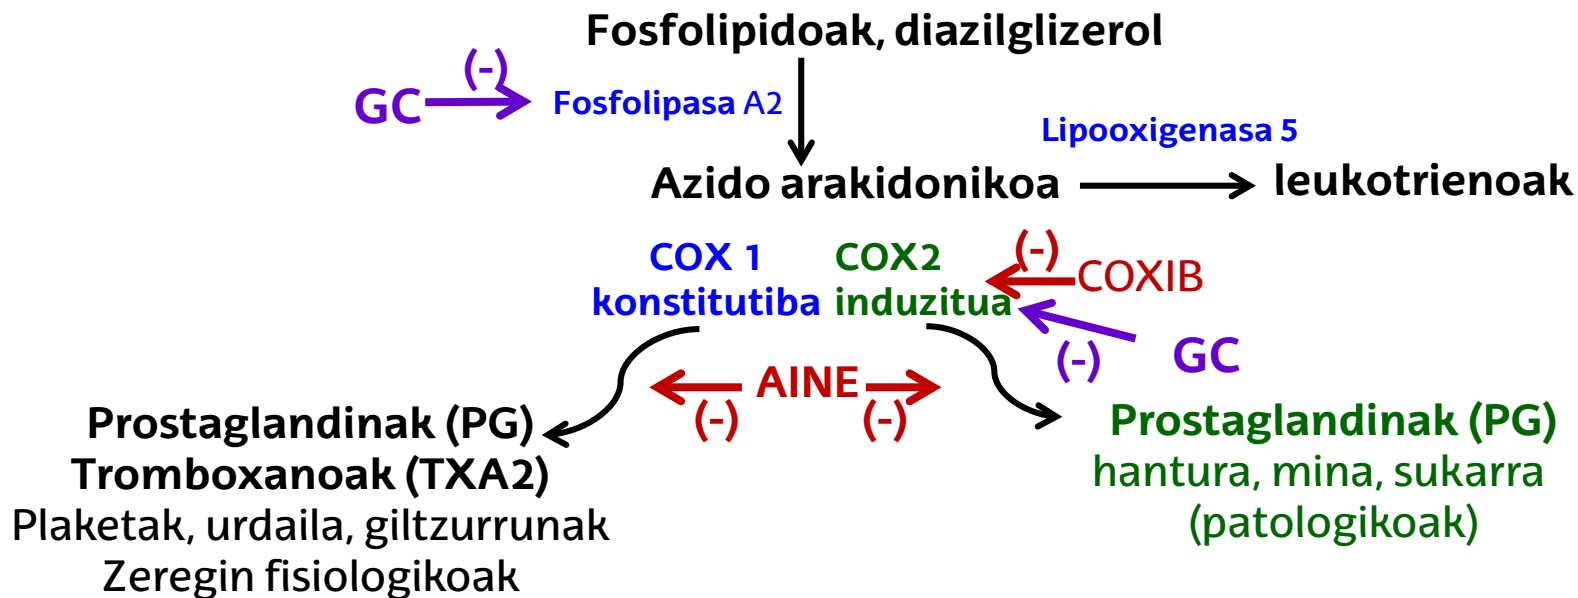 Fosfolipidoak, diazilglizerol
(-)
GC
Fosfolipasa A2
Lipooxigenasa 5
Azido arakidonikoa
leukotrienoak
COX 1
konstitutiba
COX2
induzitua
(-)
COXIB
(-)
GC
AINE
(-)
(-)
Prostaglandinak (PG)
Tromboxanoak (TXA2)
Plaketak, urdaila, giltzurrunak
Zeregin fisiologikoak
Prostaglandinak (PG)
hantura, mina, sukarra
(patologikoak)